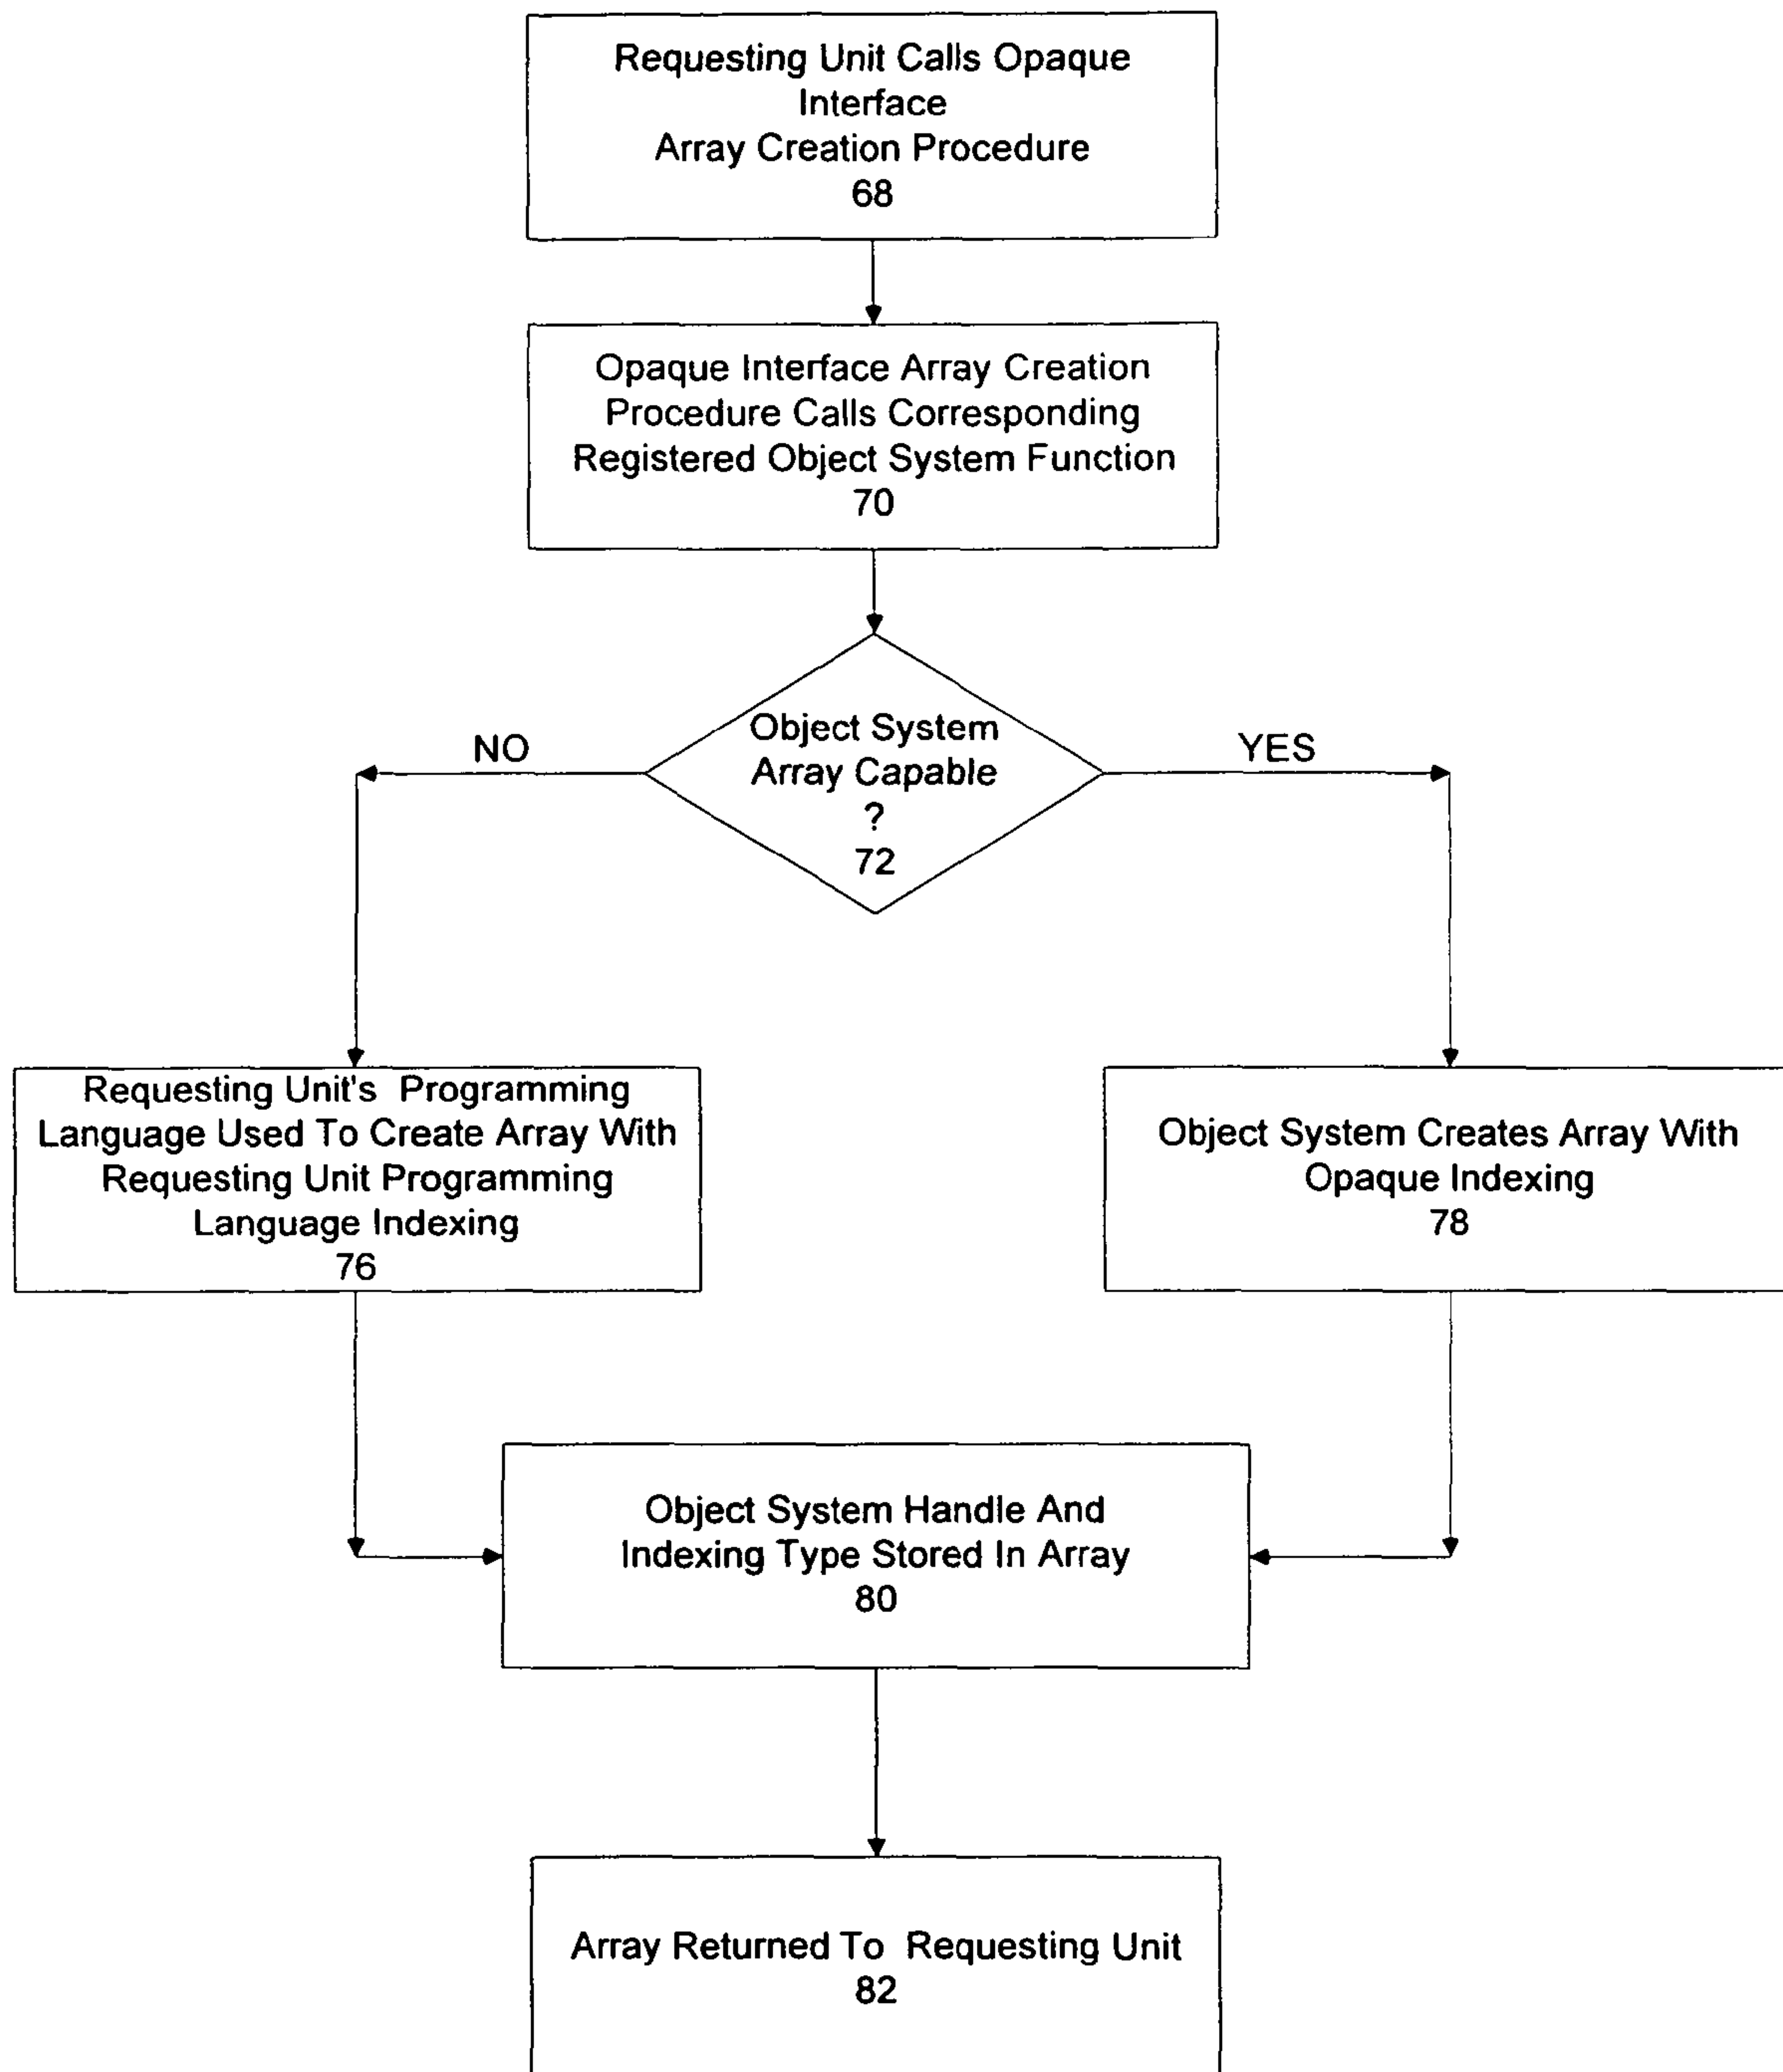 Requesting Unit Calls Opaque
Interface
Array Creation Procedure
68
Opaque Interface Array Creation
Procedure Calls Corresponding
Registered Object System Function
70
Object System
Array Capable
?
72
NO
YES
Requesting Unit's Programming
Language Used To Create Array With
Requesting Unit Programming
Language Indexing
76
Object System Creates Array With
Opaque Indexing
78
Object System Handle And
Indexing Type Stored In Array
80
Array Returned To Requesting Unit
82